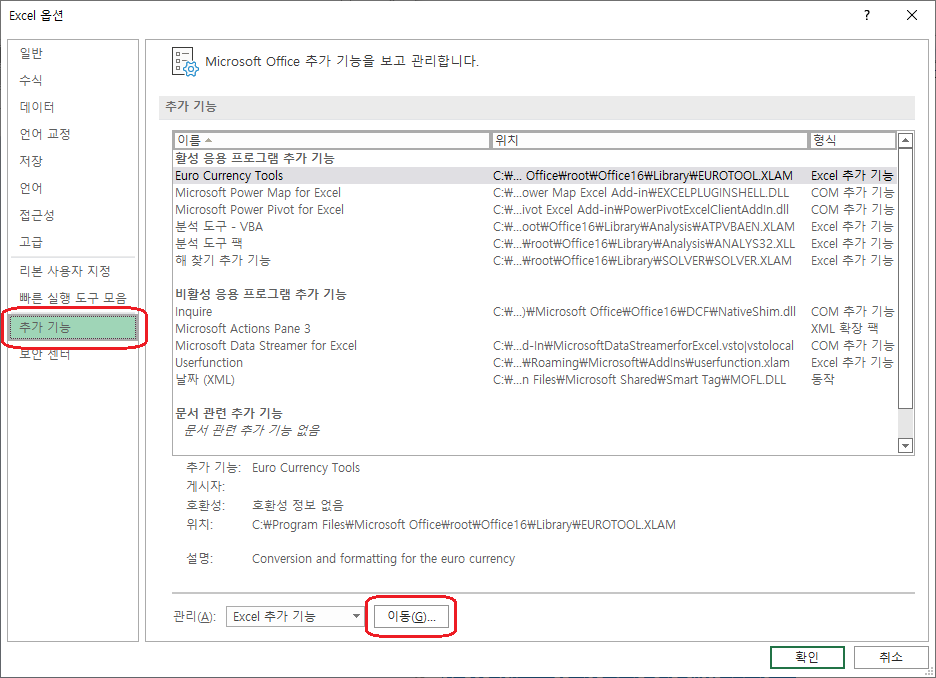 Excel 옵션
?
일반
수식
데이터
언어 교정
저장
언어
접근성
고급
리본 사용자 지정
빠른 실행 도구 모음
추가 기능
보안 센터
Microsoft Office 추가 기능을 보고 관리합니다.
추가 기능
이름 위치 형식
활성 응용 프로그램 추가 기능
Euro Currency Tools C:₩... Office₩root₩Office16₩Library₩EUROTOOL.XLAM Excel 추가 기능
Microsoft Power Map for Excel C:₩...ower Map Excel Add-in₩EXCELPLUGINSHELL.DLL COM 추가 기능
Microsoft Power Pivot for Excel C:₩...ivot Excel Add-in₩PowerPivotExcelClientAddIn.dll COM 추가 기능
분석 도구 - VBA C:₩...oot₩Office16₩Library₩Analysis₩ATPVBAEN.XLAM Excel 추가 기능
분석 도구 팩 C:₩...₩root₩Office16₩Library₩Analysis₩ANALYS32.XLL Excel 추가 기능
해 찾기 추가 기능 C:₩...₩root₩Office16₩Library₩SOLVER₩SOLVER.XLAM Excel 추가 기능
비활성 응용 프로그램 추가 기능
Inquire C:₩...)₩Microsoft Office₩Office16₩DCF₩NativeShim.dll COM 추가 기능
Microsoft Actions Pane 3 XML 확장 팩
Microsoft Data Streamer for Excel C:₩...d-In₩MicrosoftDataStreamerforExcel.vsto|vstolocal COM 추가 기능
Userfunction C:₩...₩Roaming₩Microsoft₩AddIns₩userfunction.xlam Excel 추가 기능
날짜 (XML) C:₩...n Files₩Microsoft Shared₩Smart Tag₩MOFL.DLL 동작
문서 관련 추가 기능
문서 관련 추가 기능 없음
추가 기능: Euro Currency Tools
게시자:
호환성: 호환성 정보 없음
위치: C:₩Program Files₩Microsoft Office₩root₩Office16₩Library₩EUROTOOL.XLAM
설명: Conversion and formatting for the euro currency
관리(A): Excel 추가 기능 이동(G)...
확인 취소